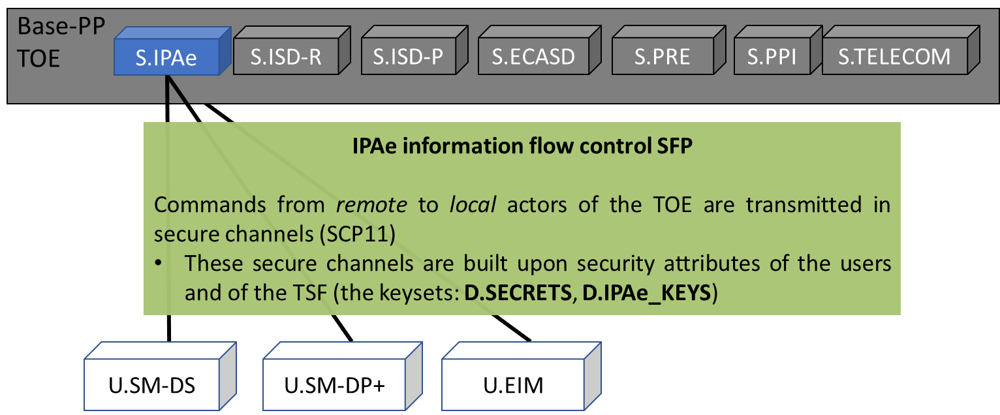 Base-PP
TOE
S.IPAe
S.ISD-R
S.ISD-P
S.ECASD
S.PRE
S.PPI
S.TELECOM
IPAe information flow control SFP
Commands from remote to local actors of the TOE are transmitted in
secure channels (SCP11)
• These secure channels are built upon security attributes of the users
and of the TSF (the keysets: D.SECRETS, D.IPAe_KEYS)
U.SM-DS
U.SM-DP+
U.EIM